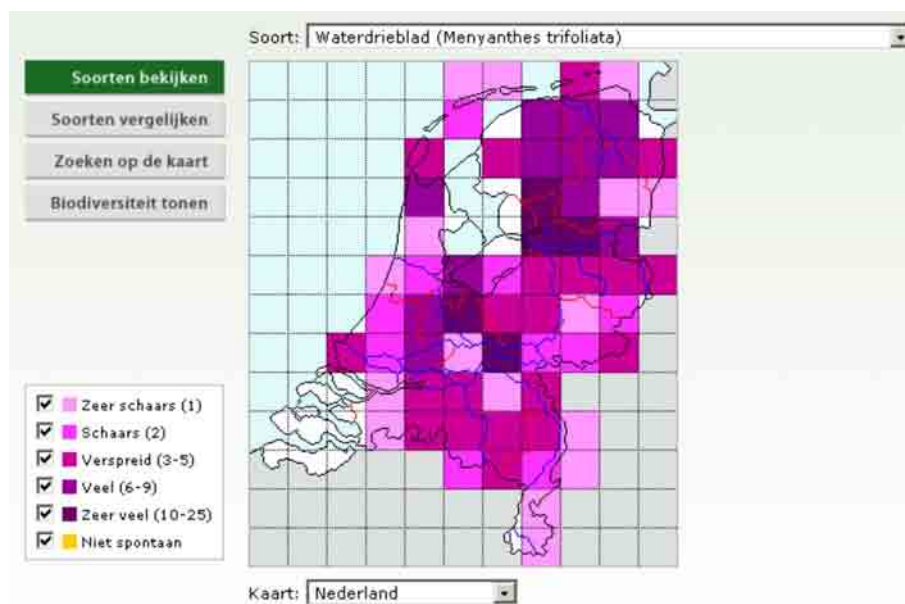 Soort: Waterdrieblad (Menyanthes trifoliata)
Soorten bekijken
Soorten vergelijken
Zoeken op de kaart
Biodiversiteit tonen
Zeer schaars (1)
Schaars (2)
Verspreid (3-5)
Veel (6-9)
Zeer veel (10-25)
Niet spontaan
Kaart: Nederland